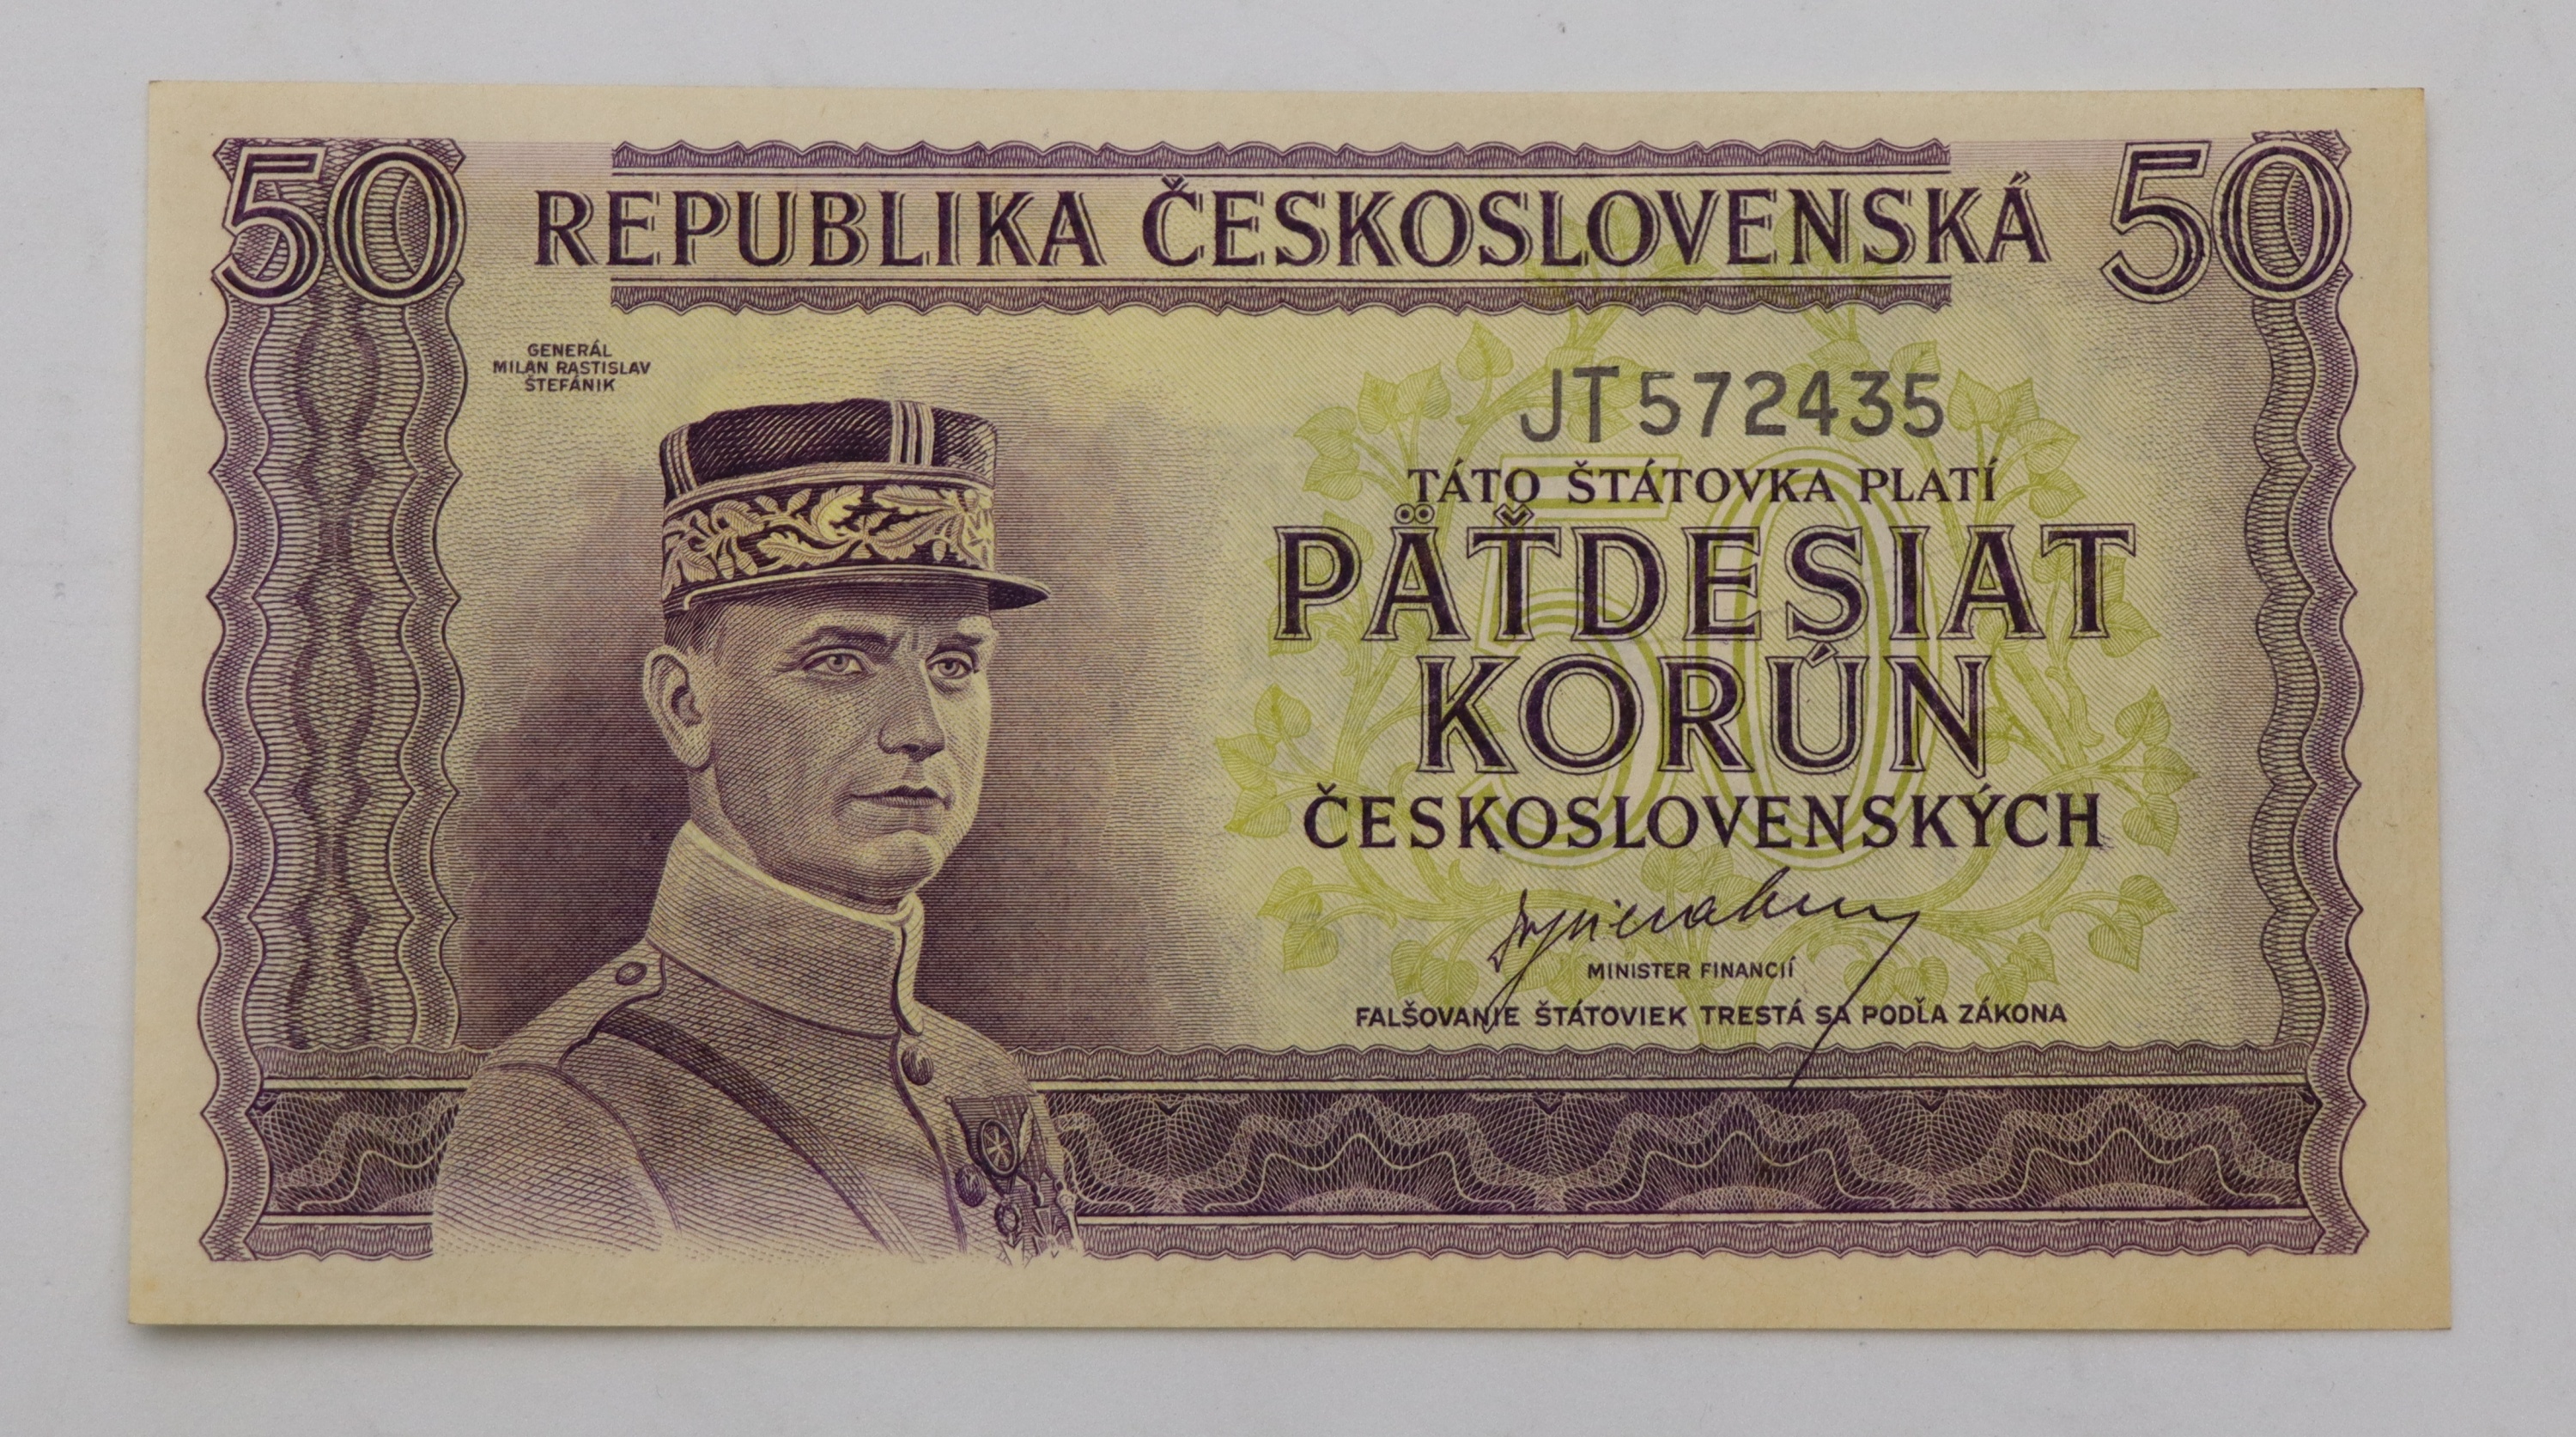 50 REPUBLIKA ČESKOSLOVENSKÁ 50
GENERÁL
MILAN RASTISLAV
ŠTEFÁNIK
JT 572435
TÁTO ŠTÁTOVKA PLATÍ
PÄŤDESIAT
KORÚN
ČESKOSLOVENSKÝCH
50
MINISTER FINANCIÍ
FALŠOVANIE ŠTÁTOVIEK TRESTÁ SA PODĽA ZÁKONA